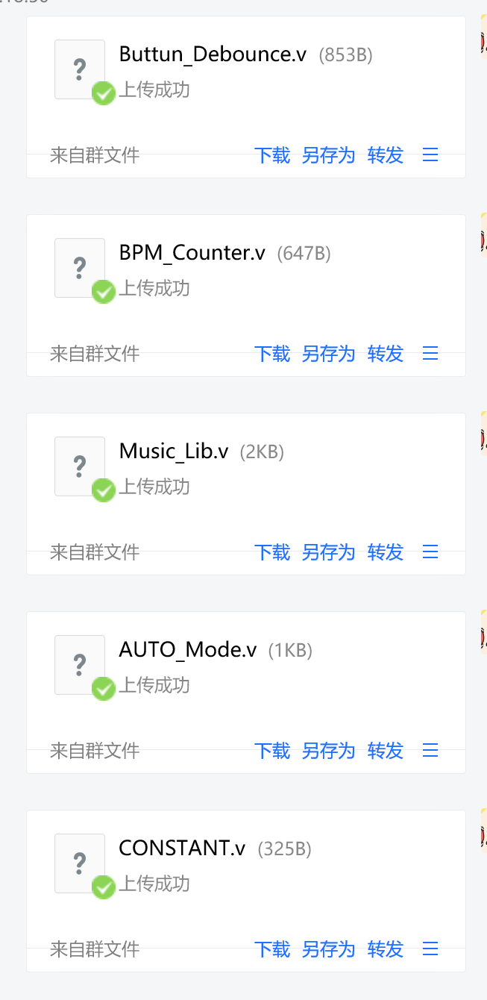 Buttun_Debounce.v (853B)
上传成功
来自群文件 下载 另存为 转发
BPM_Counter.v (647B)
上传成功
来自群文件 下载 另存为 转发
Music_Lib.v (2KB)
上传成功
来自群文件 下载 另存为 转发
AUTO_Mode.v (1KB)
上传成功
来自群文件 下载 另存为 转发
CONSTANT.v (325B)
上传成功
来自群文件 下载 另存为 转发